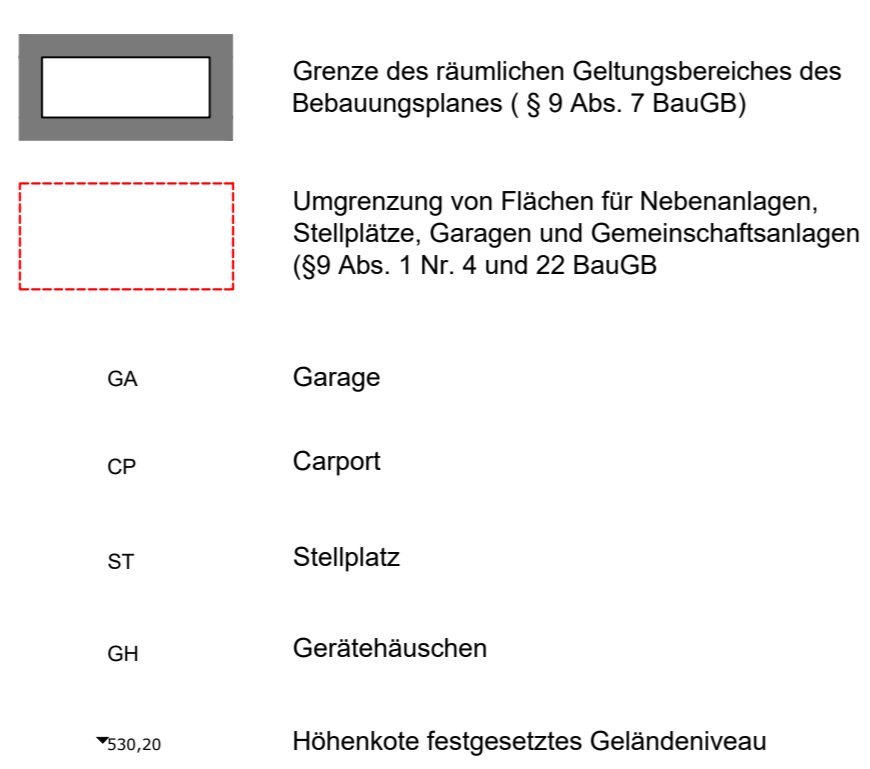 Grenze des räumlichen Geltungsbereiches des
Bebauungsplanes ( § 9 Abs. 7 BauGB)
Umgrenzung von Flächen für Nebenanlagen,
Stellplätze, Garagen und Gemeinschaftsanlagen
(§9 Abs. 1 Nr. 4 und 22 BauGB
GA Garage
CP Carport
ST Stellplatz
GH Gerätehäuschen
530,20 Höhenkote festgesetztes Geländeniveau